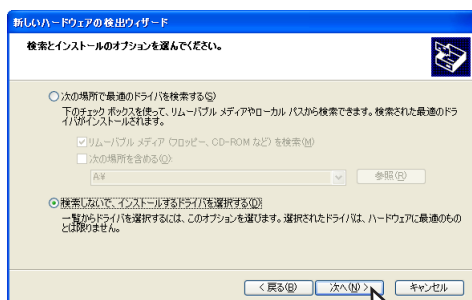 新しいハードウェアの検出ウィザード
検索とインストールのオプションを選んでください。
次の場所で最適のドライバを検索する(S)
下のチェック ボックスを使って、リムーバブル メディアやローカル パスから検索できます。検索された最適のドラ
イバがインストールされます。
リムーバブル メディア (フロッピー、CD-ROM など) を検索(M)
次の場所を含める(O):
A:¥
参照(R)
検索しないで、インストールするドライバを選択する(D)
一覧からドライバを選択するには、このオプションを選びます。選択されたドライバは、ハードウェアに最適のもの
とは限りません。
< 戻る(B)
次へ(N) >
キャンセル